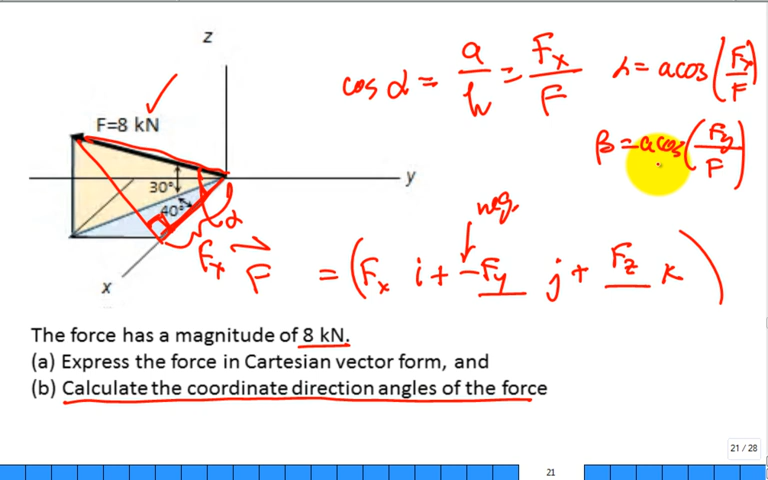 z
cos α = a/h = Fx/F
α = acos(Fx/F)
F=8 kN
β = acos(Fy/F)
y
30°
40°
α
neg.
Fx
F = (Fx i + -Fy j + Fz k)
x
The force has a magnitude of 8 kN.
(a) Express the force in Cartesian vector form, and
(b) Calculate the coordinate direction angles of the force
21 / 28
21